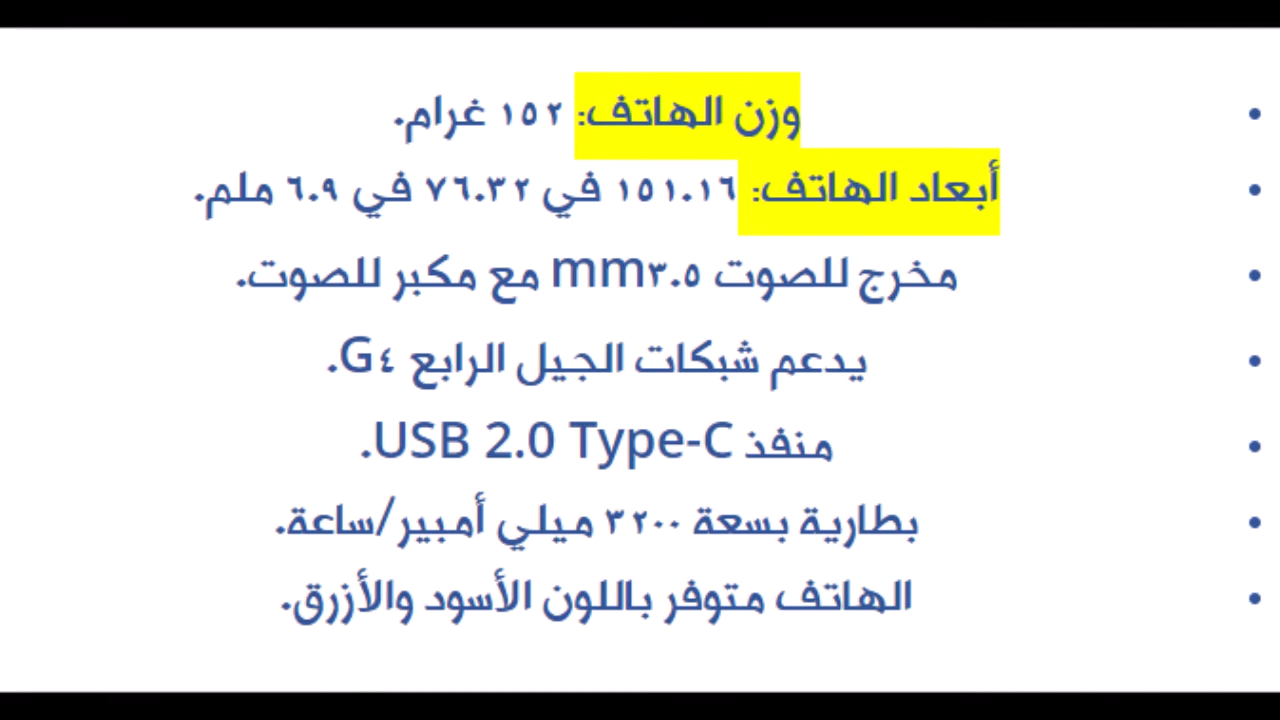 وزن الهاتف: ١٥٢ غرام.
أبعاد الهاتف: ١٥١.١٦ في ٧٦.٣٢ في ٦.٩ ملم.
مخرج للصوت ٣.٥mm مع مكبر للصوت.
يدعم شبكات الجيل الرابع ٤G.
منفذ USB 2.0 Type-C.
بطارية بسعة ٣٢٠٠ ميلي أمبير/ساعة.
الهاتف متوفر باللون الأسود والأزرق.